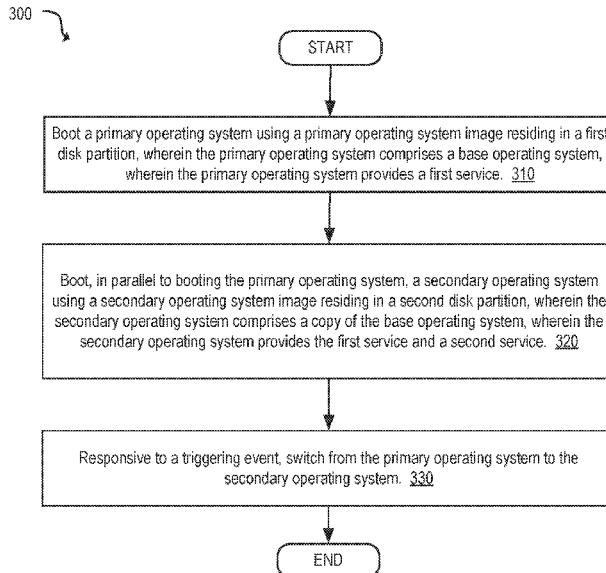 300
START
Boot a primary operating system using a primary operating system image residing in a first
disk partition, wherein the primary operating system comprises a base operating system,
wherein the primary operating system provides a first service. 310
Boot, in parallel to booting the primary operating system, a secondary operating system
using a secondary operating system image residing in a second disk partition, wherein the
secondary operating system comprises a copy of the base operating system, wherein the
secondary operating system provides the first service and a second service. 320
Responsive to a triggering event, switch from the primary operating system to the
secondary operating system. 330
END